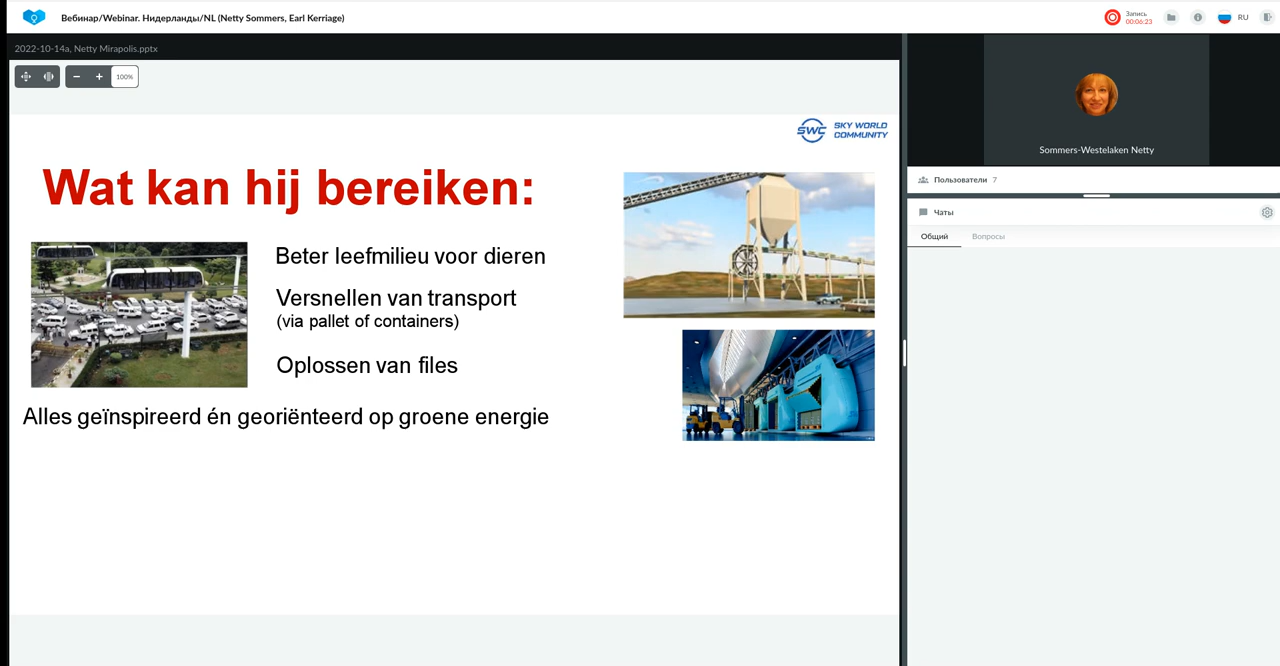 Вебинар/Webinar. Нидерланды/NL (Netty Sommers, Earl Kerriage)
Запись
00:06:23
RU
2022-10-14a, Netty Mirapolis.pptx
100%
SWC SKY WORLD
COMMUNITY
Wat kan hij bereiken:
Beter leefmilieu voor dieren
Versnellen van transport
(via pallet of containers)
Oplossen van files
Alles geïnspireerd én georiënteerd op groene energie
Sommers-Westelaken Netty
Пользователи 7
Чаты
Общий
Вопросы